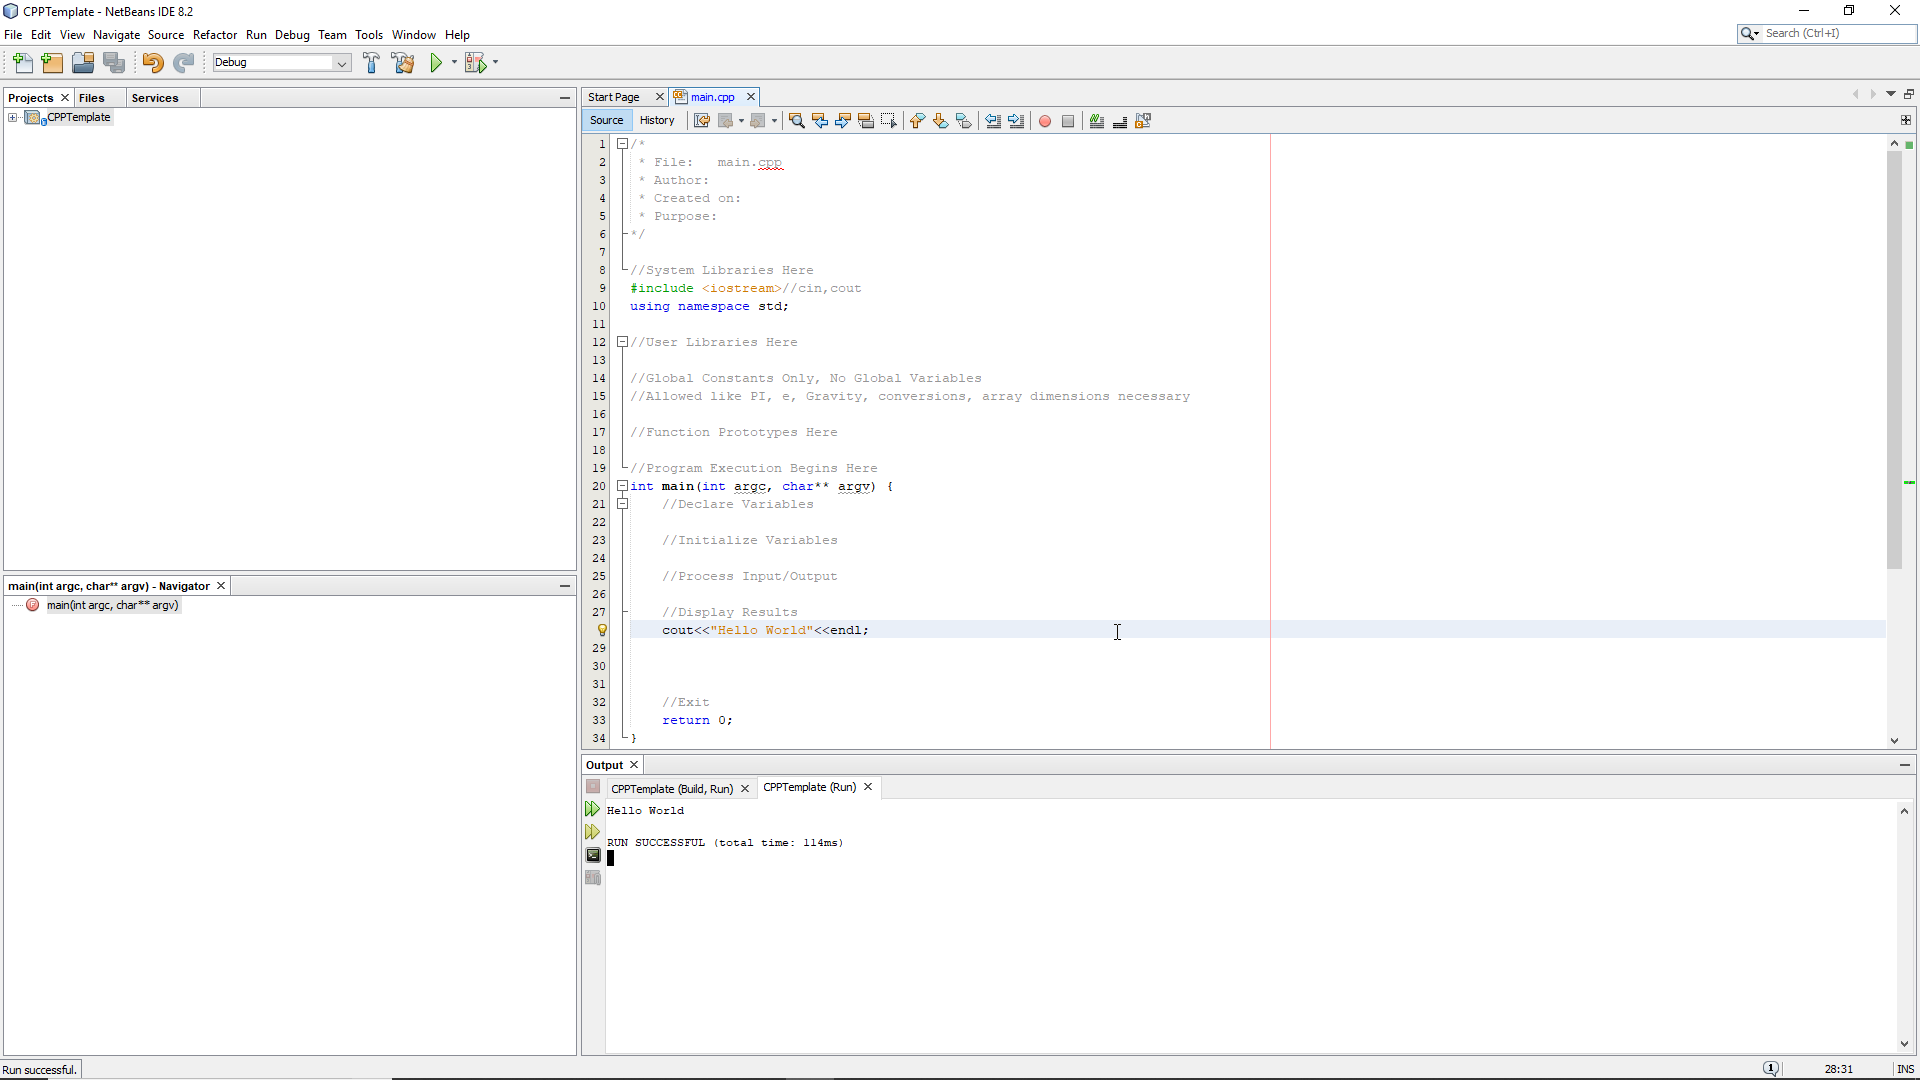 CPPTemplate - NetBeans IDE 8.2
File Edit View Navigate Source Refactor Run Debug Team Tools Window Help
Search (Ctrl+I)
Debug
Projects Files Services
CPPTemplate
main(int argc, char** argv) - Navigator
main(int argc, char** argv)
Start Page main.cpp
Source History
1 /*
2 * File:   main.cpp
3 * Author:
4 * Created on:
5 * Purpose:
6 */
7
8 //System Libraries Here
9 #include <iostream>//cin,cout
10 using namespace std;
11
12 //User Libraries Here
13
14 //Global Constants Only, No Global Variables
15 //Allowed like PI, e, Gravity, conversions, array dimensions necessary
16
17 //Function Prototypes Here
18
19 //Program Execution Begins Here
20 int main(int argc, char** argv) {
21 //Declare Variables
22
23 //Initialize Variables
24
25 //Process Input/Output
26
27 //Display Results
cout<<"Hello World"<<endl;
29
30
31
32 //Exit
33 return 0;
34 }
Output
CPPTemplate (Build, Run) CPPTemplate (Run)
Hello World
RUN SUCCESSFUL (total time: 114ms)
Run successful.
1 28:31 INS